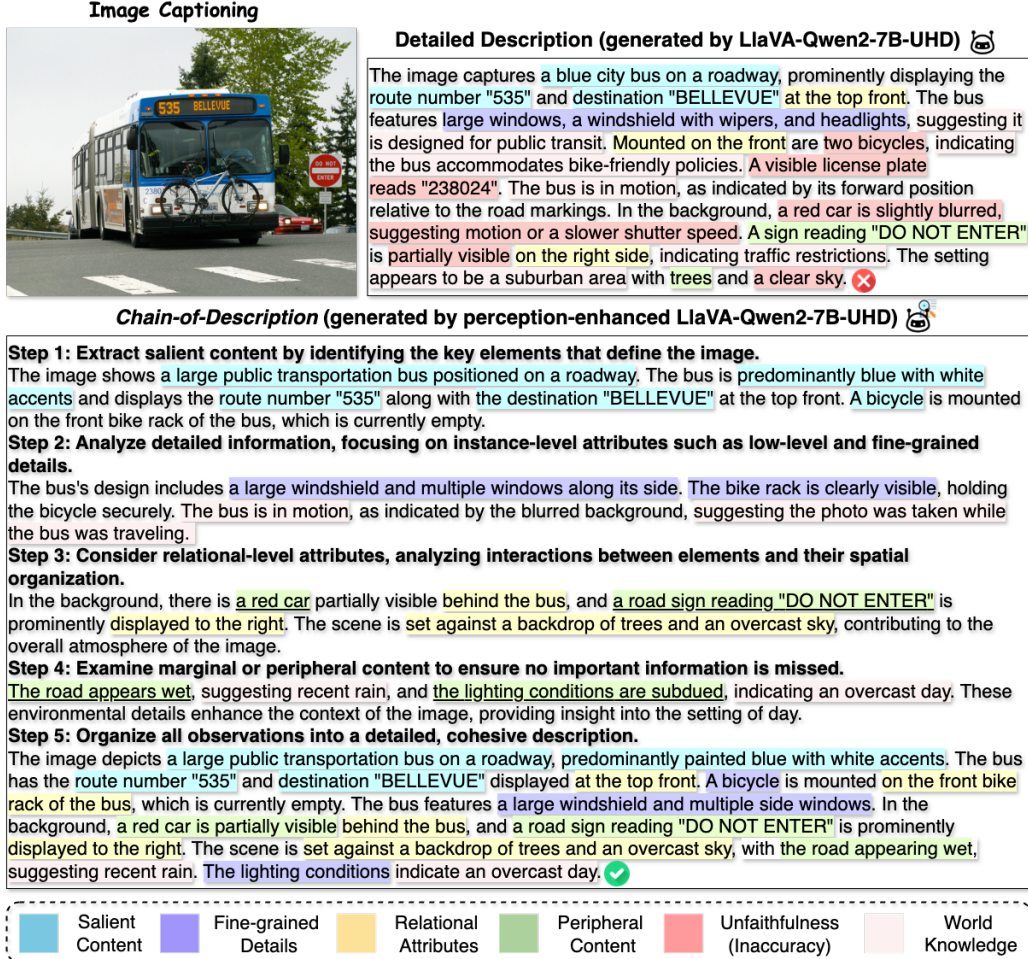 Image Captioning
535 BELLEVUE
2380
DO NOT
ENTER
Detailed Description (generated by LlaVA-Qwen2-7B-UHD)
The image captures a blue city bus on a roadway, prominently displaying the
route number "535" and destination "BELLEVUE" at the top front. The bus
features large windows, a windshield with wipers, and headlights, suggesting it
is designed for public transit. Mounted on the front are two bicycles, indicating
the bus accommodates bike-friendly policies. A visible license plate
reads "238024". The bus is in motion, as indicated by its forward position
relative to the road markings. In the background, a red car is slightly blurred,
suggesting motion or a slower shutter speed. A sign reading "DO NOT ENTER"
is partially visible on the right side, indicating traffic restrictions. The setting
appears to be a suburban area with trees and a clear sky.
Chain-of-Description (generated by perception-enhanced LlaVA-Qwen2-7B-UHD)
Step 1: Extract salient content by identifying the key elements that define the image.
The image shows a large public transportation bus positioned on a roadway. The bus is predominantly blue with white
accents and displays the route number "535" along with the destination "BELLEVUE" at the top front. A bicycle is mounted
on the front bike rack of the bus, which is currently empty.
Step 2: Analyze detailed information, focusing on instance-level attributes such as low-level and fine-grained
details.
The bus's design includes a large windshield and multiple windows along its side. The bike rack is clearly visible, holding
the bicycle securely. The bus is in motion, as indicated by the blurred background, suggesting the photo was taken while
the bus was traveling.
Step 3: Consider relational-level attributes, analyzing interactions between elements and their spatial
organization.
In the background, there is a red car partially visible behind the bus, and a road sign reading "DO NOT ENTER" is
prominently displayed to the right. The scene is set against a backdrop of trees and an overcast sky, contributing to the
overall atmosphere of the image.
Step 4: Examine marginal or peripheral content to ensure no important information is missed.
The road appears wet, suggesting recent rain, and the lighting conditions are subdued, indicating an overcast day. These
environmental details enhance the context of the image, providing insight into the setting of day.
Step 5: Organize all observations into a detailed, cohesive description.
The image depicts a large public transportation bus on a roadway, predominantly painted blue with white accents. The bus
has the route number "535" and destination "BELLEVUE" displayed at the top front. A bicycle is mounted on the front bike
rack of the bus, which is currently empty. The bus features a large windshield and multiple side windows. In the
background, a red car is partially visible behind the bus, and a road sign reading "DO NOT ENTER" is prominently
displayed to the right. The scene is set against a backdrop of trees and an overcast sky, with the road appearing wet,
suggesting recent rain. The lighting conditions indicate an overcast day.
Salient Content
Fine-grained Details
Relational Attributes
Peripheral Content
Unfaithfulness (Inaccuracy)
World Knowledge